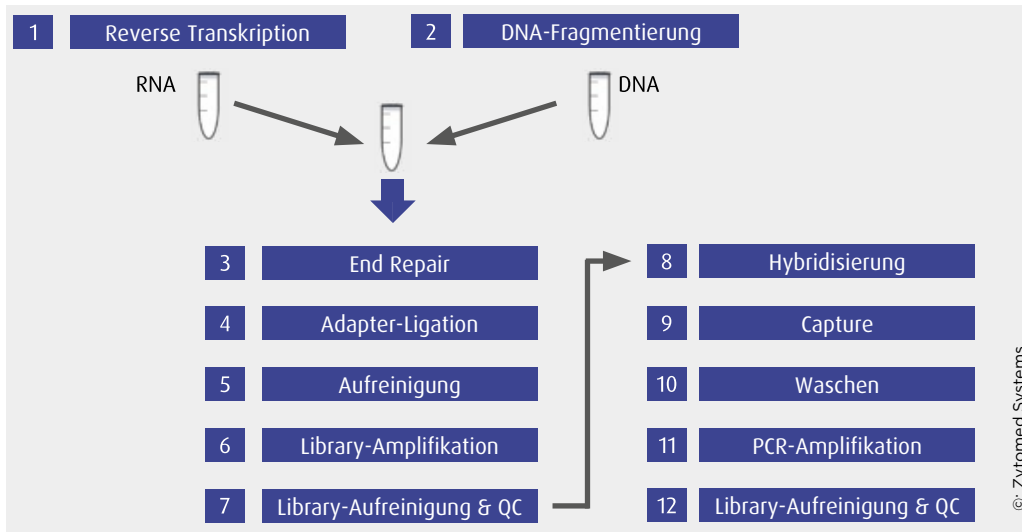 1 Reverse Transkription
2 DNA-Fragmentierung
RNA
DNA
3 End Repair
4 Adapter-Ligation
5 Aufreinigung
6 Library-Amplifikation
7 Library-Aufreinigung & QC
8 Hybridisierung
9 Capture
10 Waschen
11 PCR-Amplifikation
12 Library-Aufreinigung & QC
©: Zytomed Systems